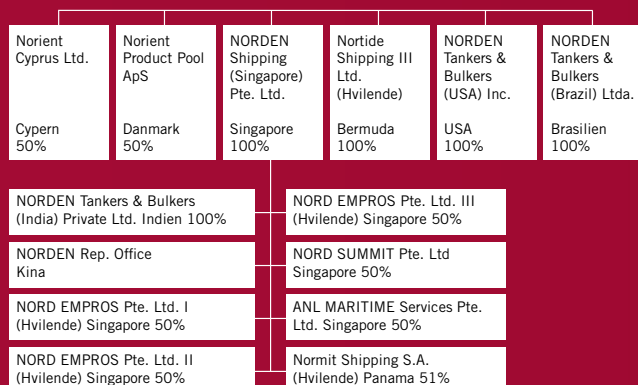 Norient
Cyprus Ltd.
Cypern
50%
Norient
Product Pool
ApS
Danmark
50%
NORDEN
Shipping
(Singapore)
Pte. Ltd.
Singapore
100%
Nortide
Shipping III
Ltd.
(Hvilende)
Bermuda
100%
NORDEN
Tankers &
Bulkers
(USA) Inc.
USA
100%
NORDEN
Tankers &
Bulkers
(Brazil) Ltda.
Brasilien
100%
NORDEN Tankers & Bulkers
(India) Private Ltd. Indien 100%
NORD EMPROS Pte. Ltd. III
(Hvilende) Singapore 50%
NORDEN Rep. Office
Kina
NORD SUMMIT Pte. Ltd
Singapore 50%
NORD EMPROS Pte. Ltd. I
(Hvilende) Singapore 50%
ANL MARITIME Services Pte.
Ltd. Singapore 50%
NORD EMPROS Pte. Ltd. II
(Hvilende) Singapore 50%
Normit Shipping S.A.
(Hvilende) Panama 51%